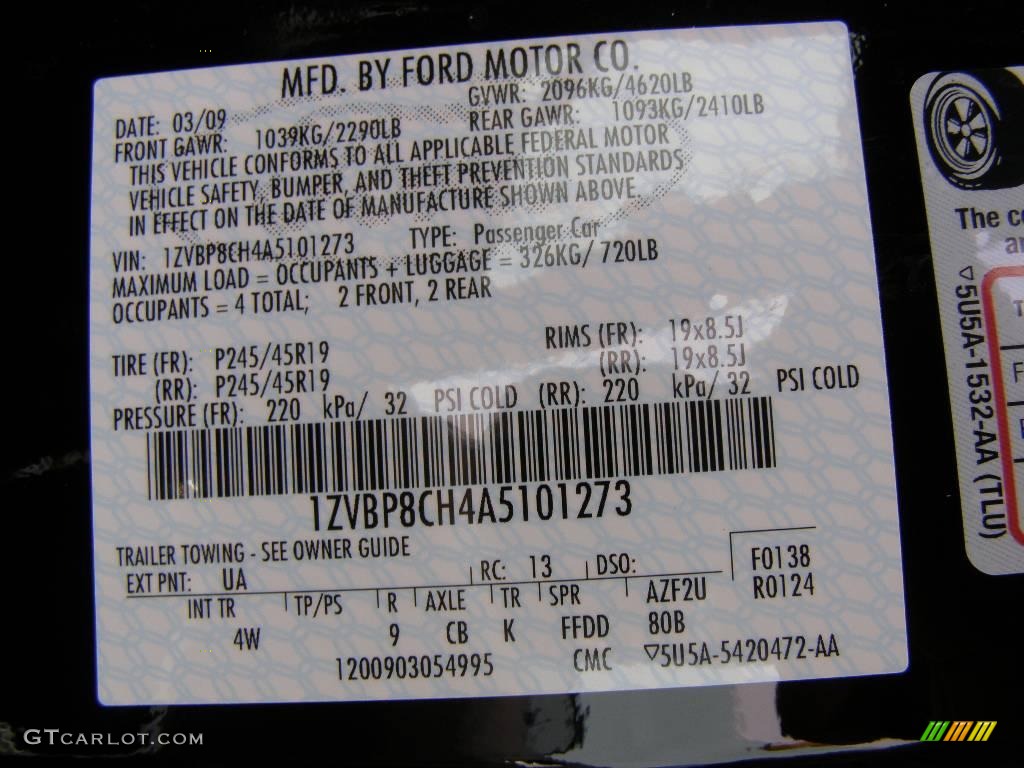 MFD. BY FORD MOTOR CO.
DATE: 03/09 GVWR: 2096KG/4620LB
FRONT GAWR: 1039KG/2290LB REAR GAWR: 1093KG/2410LB
THIS VEHICLE CONFORMS TO ALL APPLICABLE FEDERAL MOTOR
VEHICLE SAFETY, BUMPER, AND THEFT PREVENTION STANDARDS
IN EFFECT ON THE DATE OF MANUFACTURE SHOWN ABOVE.
VIN: 1ZVBP8CH4A5101273 TYPE: Passenger Car
MAXIMUM LOAD = OCCUPANTS + LUGGAGE = 326KG/ 720LB
OCCUPANTS = 4 TOTAL; 2 FRONT, 2 REAR
TIRE (FR): P245/45R19 RIMS (FR): 19x8.5J
(RR): P245/45R19 (RR): 19x8.5J
PRESSURE (FR): 220 kPa/ 32 PSI COLD (RR): 220 kPa/ 32 PSI COLD
1ZVBP8CH4A5101273
TRAILER TOWING - SEE OWNER GUIDE
EXT PNT: UA RC: 13 DSO: F0138
INT TR TP/PS R AXLE TR SPR AZF2U R0124
4W 9 CB K FFDD 80B
1200903054995 CMC ▽5U5A-5420472-AA
The co
▽5U5A-1532-AA (TLU)
GTCARLOT.COM